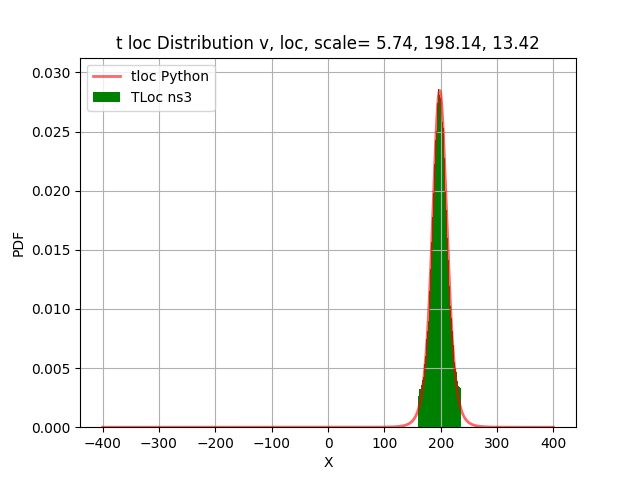 t loc Distribution v, loc, scale= 5.74, 198.14, 13.42
tloc Python
TLoc ns3
PDF
0.030
0.025
0.020
0.015
0.010
0.005
0.000
−400 −300 −200 −100 0 100 200 300 400
X